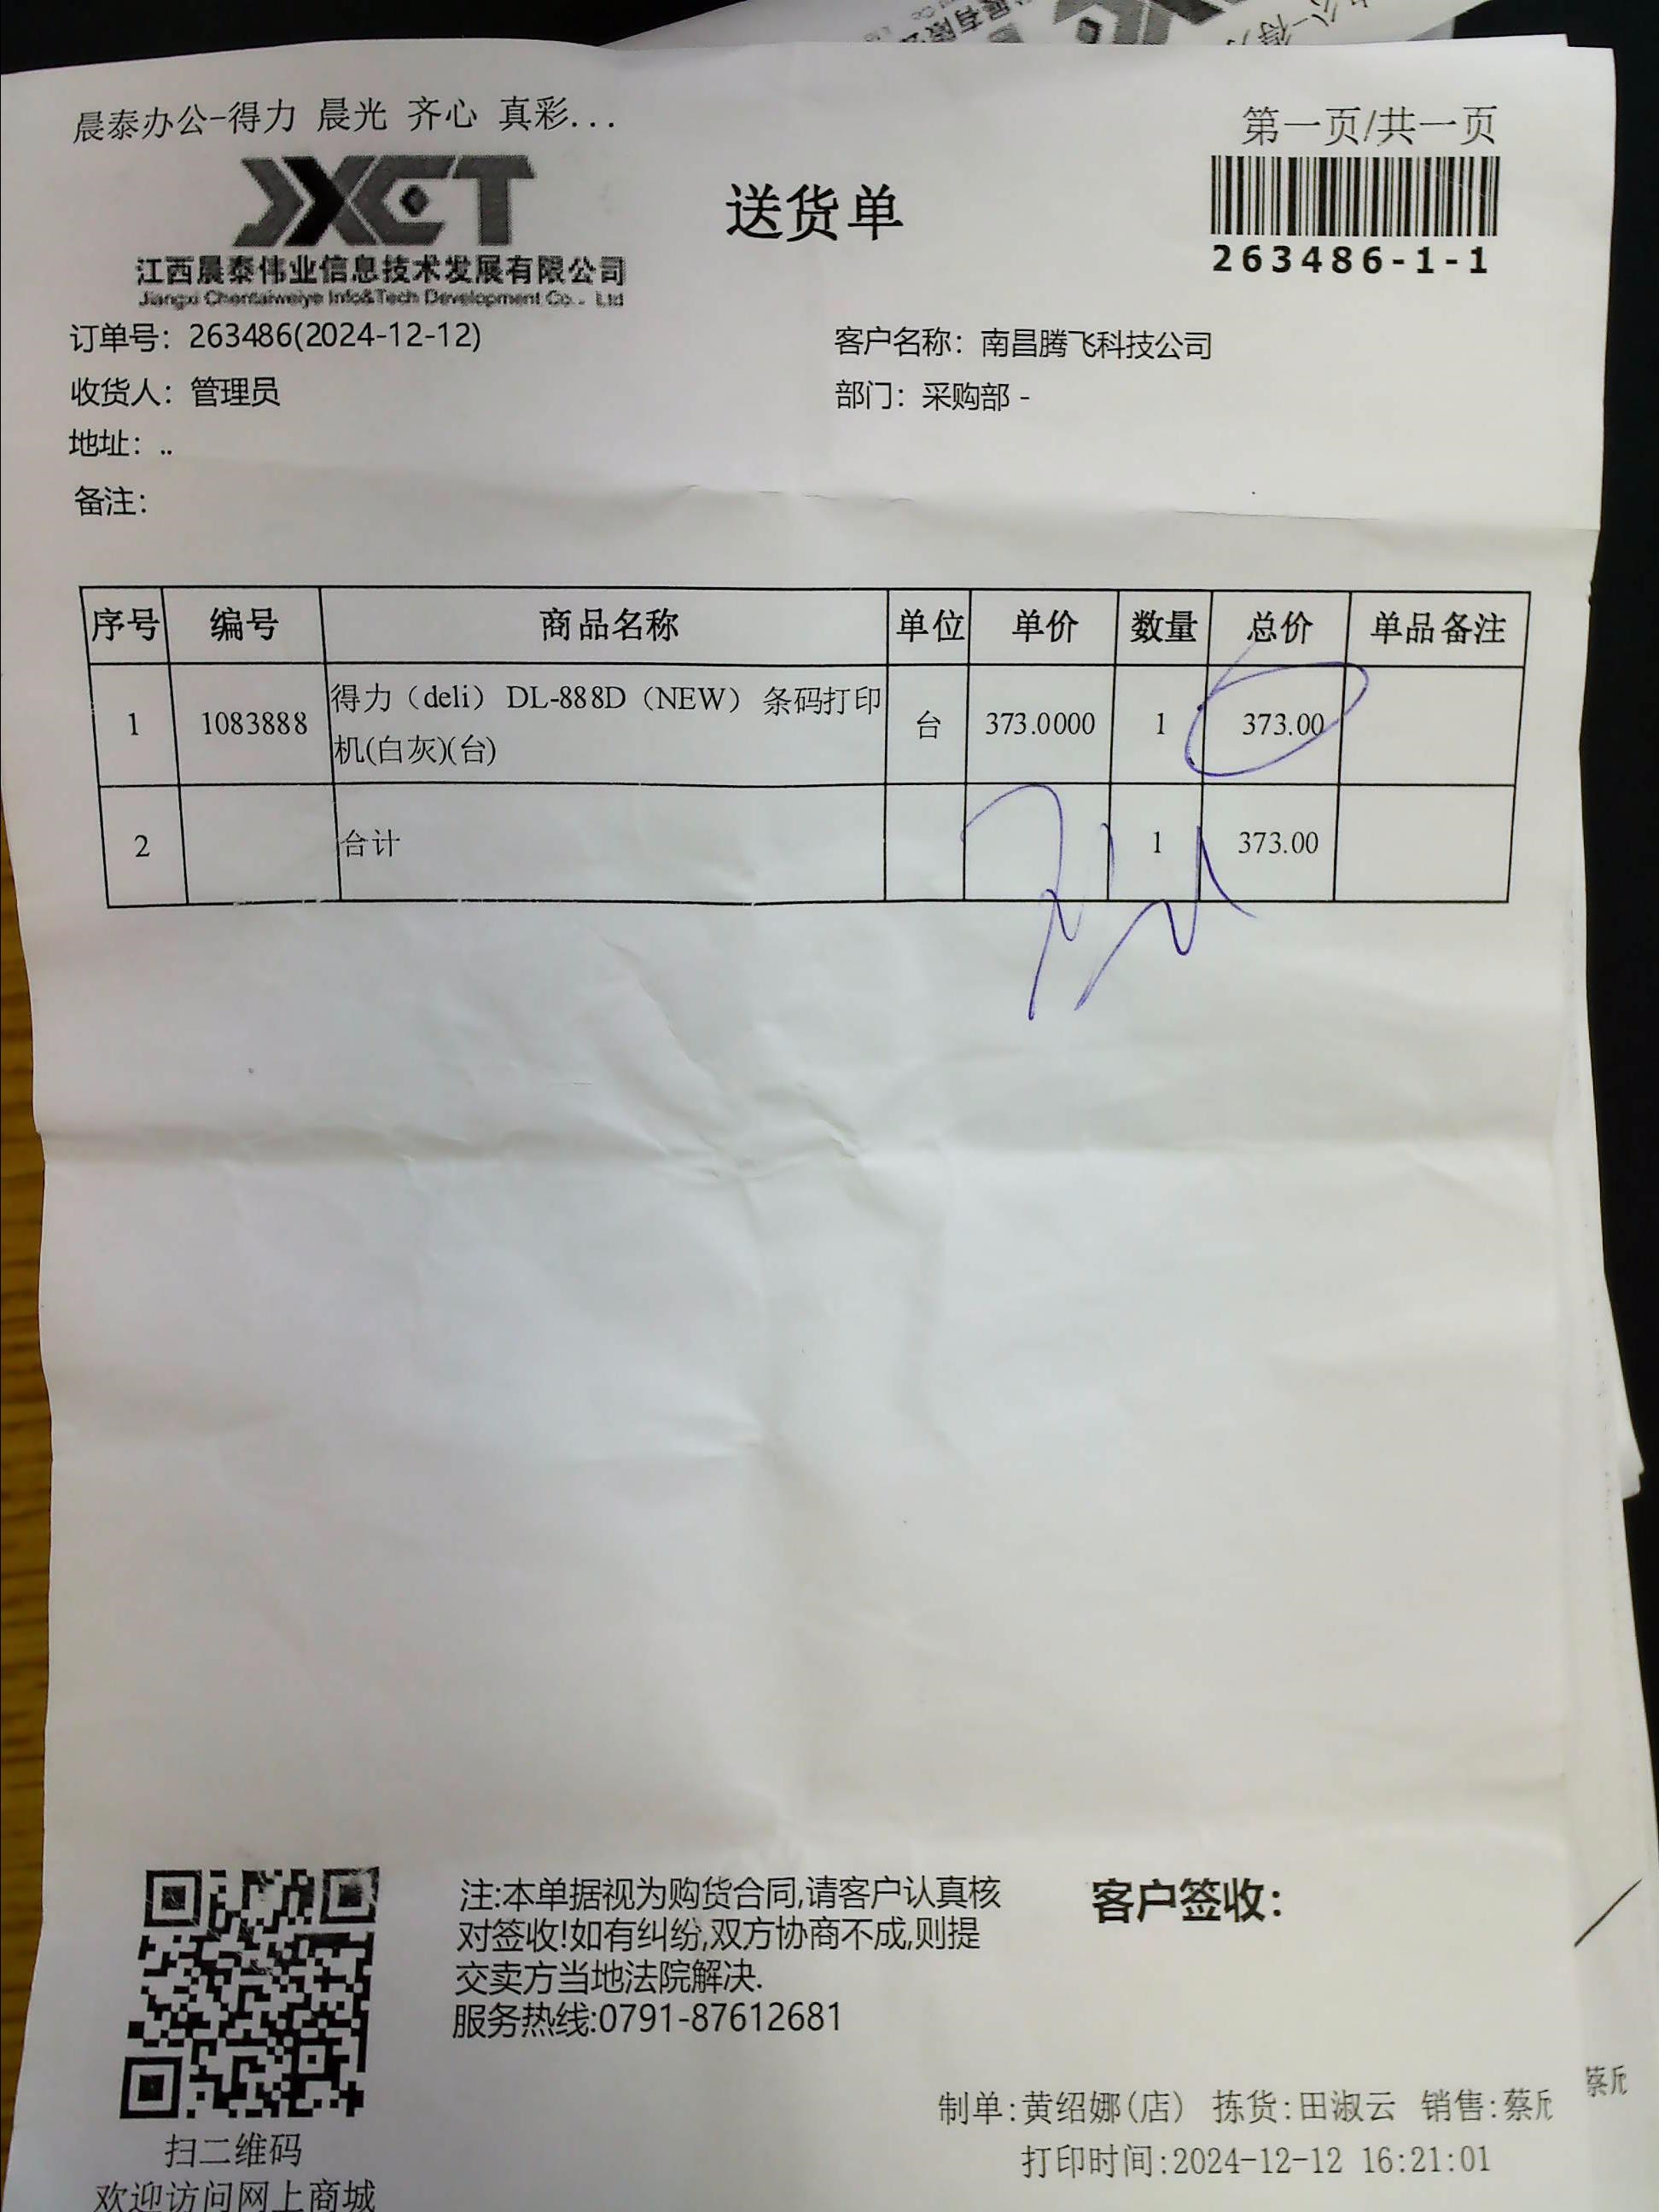 晨泰办公-得力 晨光 齐心 真彩...
第一页/共一页
JXCT
送货单
263486-1-1
江西晨泰伟业信息技术发展有限公司
Jiangxi Chentaiweiye Info&Tech Development Co., Ltd
订单号：263486(2024-12-12)
客户名称：南昌腾飞科技公司
收货人：管理员
部门：采购部 -
地址：..
备注：
序号 编号 商品名称 单位 单价 数量 总价 单品备注
1 1083888 得力（deli）DL-888D（NEW）条码打印 台 373.0000 1 373.00
机(白灰)(台)
2 合计 1 373.00
注:本单据视为购货合同,请客户认真核
对签收!如有纠纷,双方协商不成,则提
交卖方当地法院解决.
服务热线:0791-87612681
客户签收：
制单:黄绍娜(店) 拣货:田淑云 销售:蔡
打印时间:2024-12-12 16:21:01
扫二维码
欢迎访问网上商城